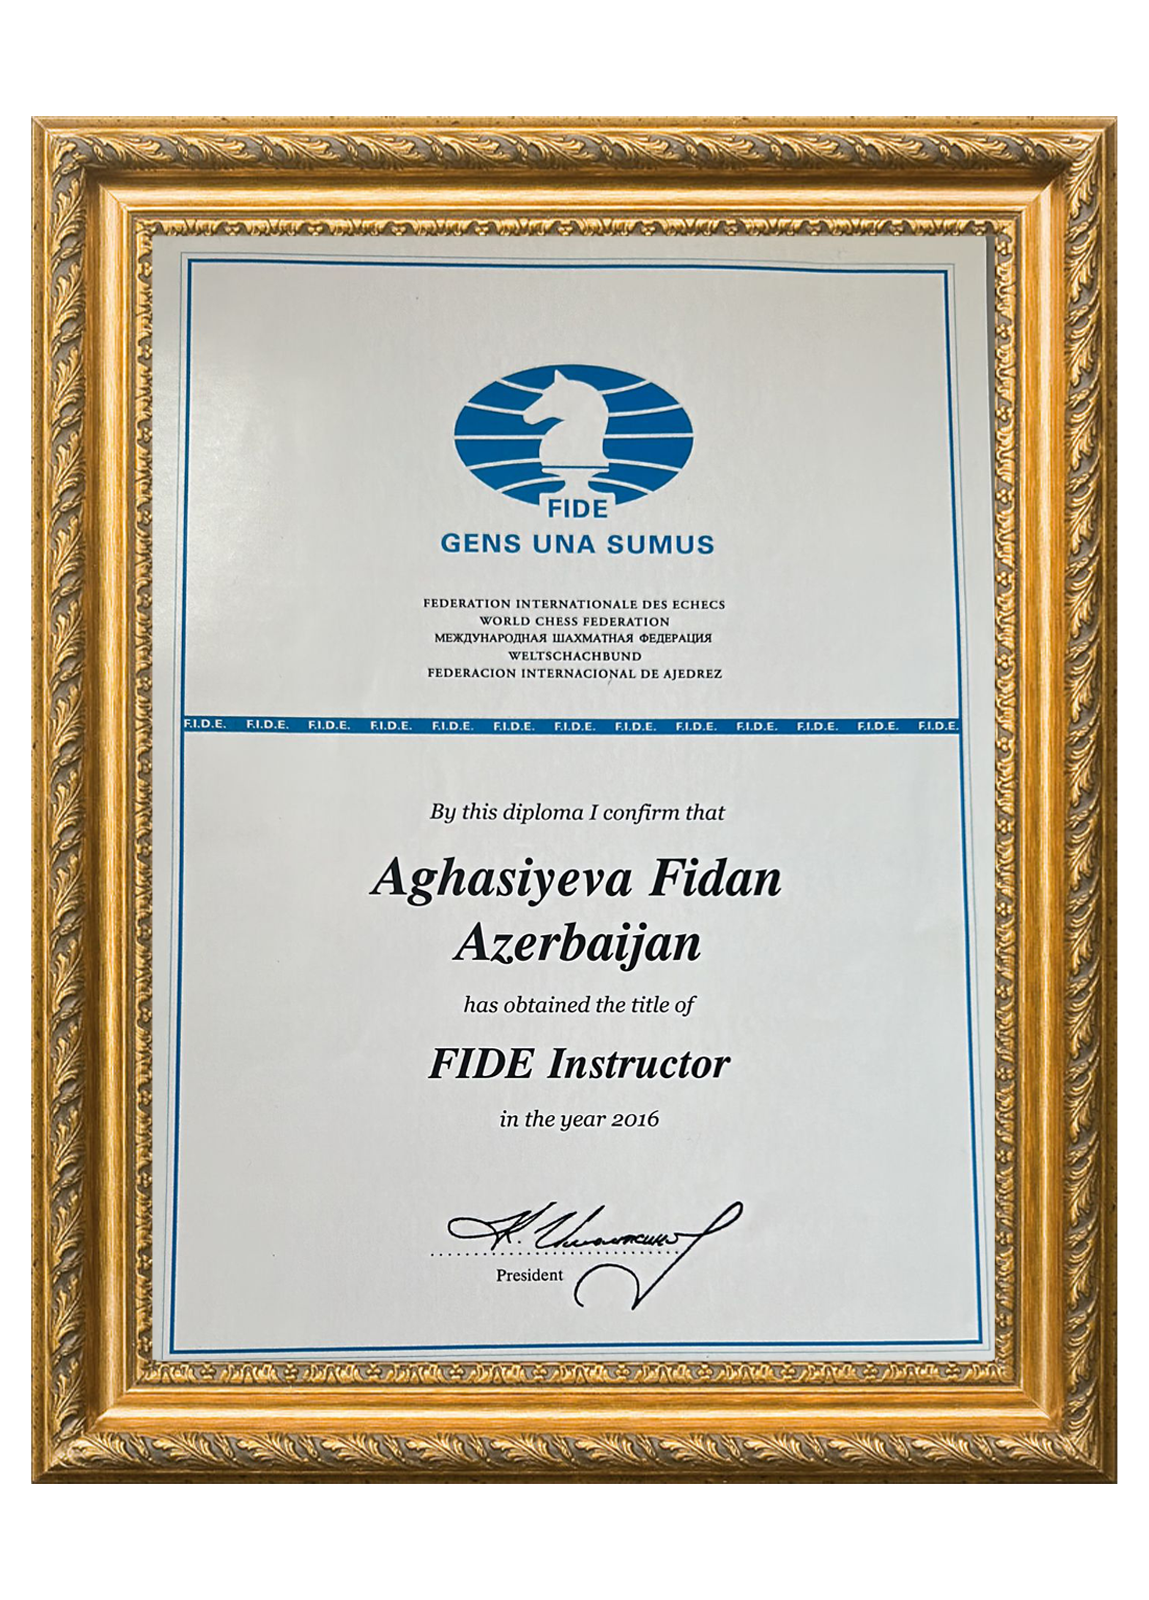 FIDE
GENS UNA SUMUS
FEDERATION INTERNATIONALE DES ECHECS
WORLD CHESS FEDERATION
МЕЖДУНАРОДНАЯ ШАХМАТНАЯ ФЕДЕРАЦИЯ
WELTSCHACHBUND
FEDERACION INTERNACIONAL DE AJEDREZ
F.I.D.E. F.I.D.E. F.I.D.E. F.I.D.E. F.I.D.E. F.I.D.E. F.I.D.E. F.I.D.E. F.I.D.E. F.I.D.E. F.I.D.E. F.I.D.E. F.I.D.E.
By this diploma I confirm that
Aghasiyeva Fidan
Azerbaijan
has obtained the title of
FIDE Instructor
in the year 2016
President